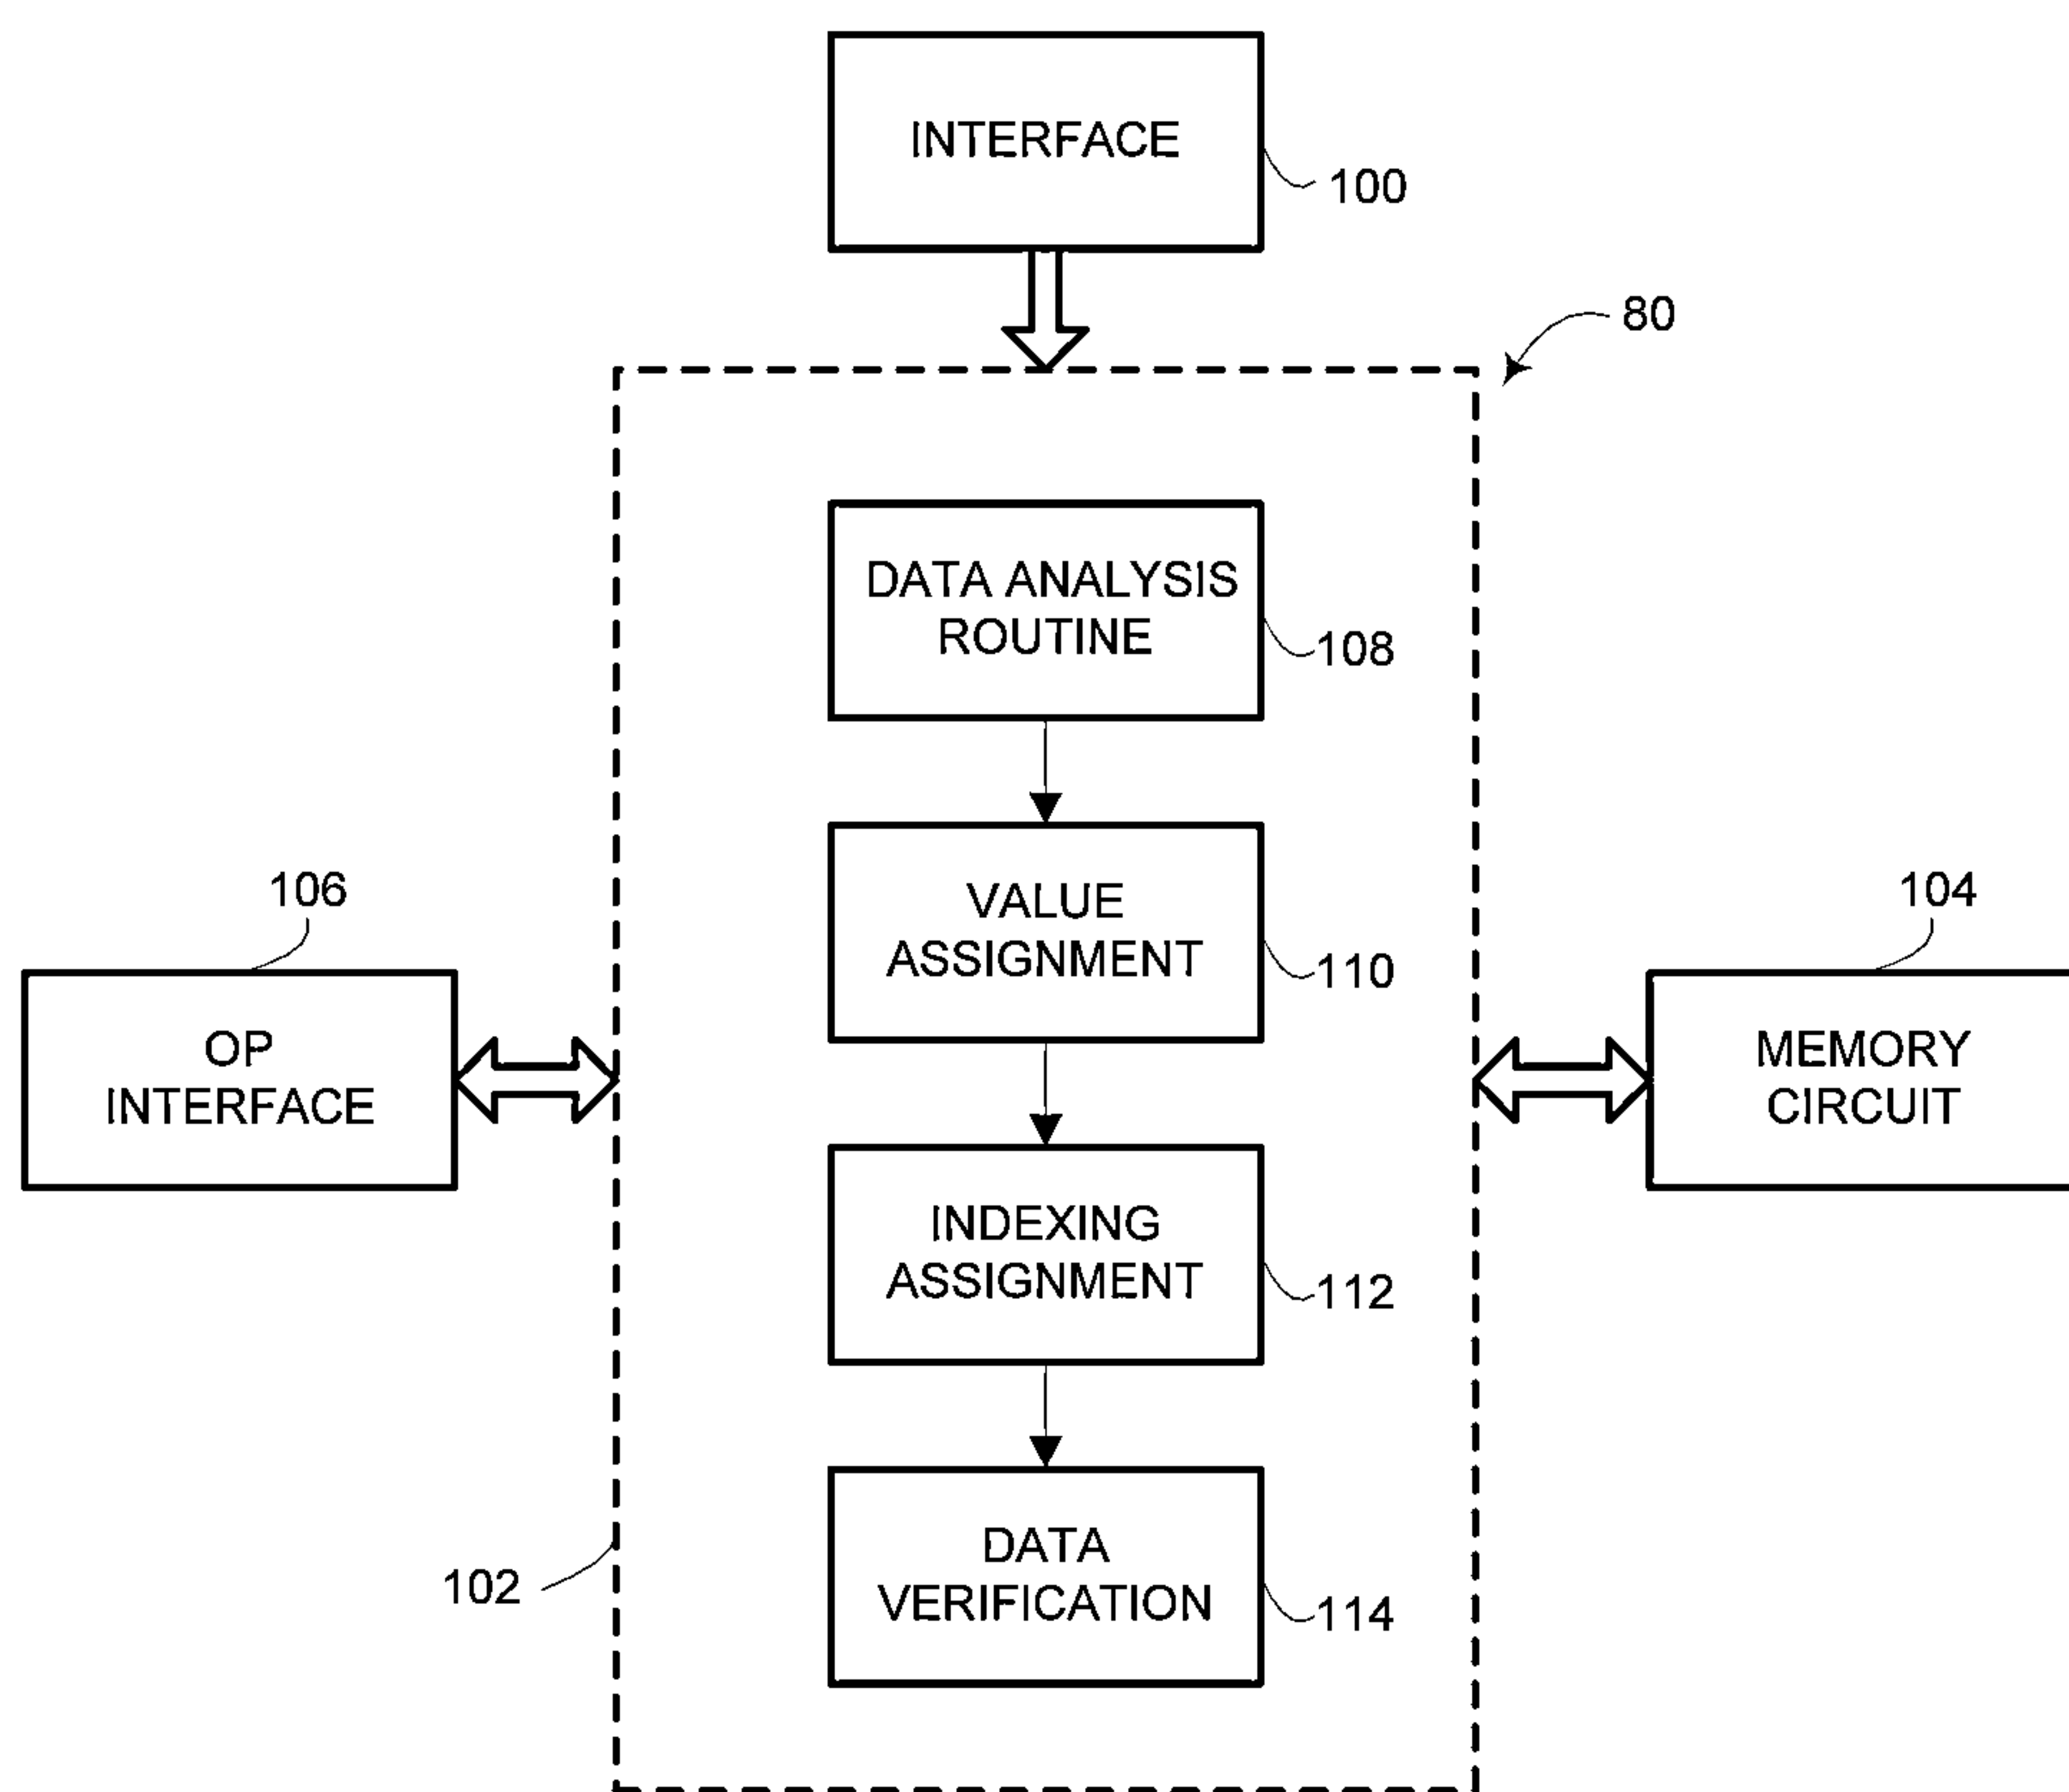 INTERFACE
100
80
DATA ANALYSIS
ROUTINE
108
VALUE
ASSIGNMENT
110
106
OP
INTERFACE
104
MEMORY
CIRCUIT
INDEXING
ASSIGNMENT
112
DATA
VERIFICATION
114
102